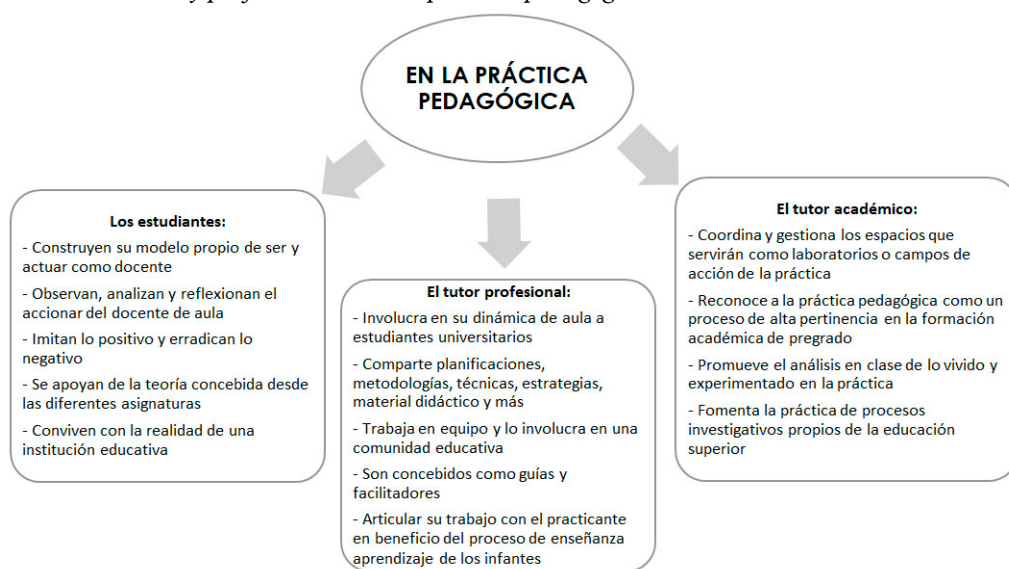 EN LA PRÁCTICA
PEDAGÓGICA
Los estudiantes:
- Construyen su modelo propio de ser y
actuar como docente
- Observan, analizan y reflexionan el
accionar del docente de aula
- Imitan lo positivo y erradican lo
negativo
- Se apoyan de la teoría concebida desde
las diferentes asignaturas
- Conviven con la realidad de una
institución educativa
El tutor profesional:
- Involucra en su dinámica de aula a
estudiantes universitarios
- Comparte planificaciones,
metodologías, técnicas, estrategias,
material didáctico y más
- Trabaja en equipo y lo involucra en una
comunidad educativa
- Son concebidos como guías y
facilitadores
- Articular su trabajo con el practicante
en beneficio del proceso de enseñanza
aprendizaje de los infantes
El tutor académico:
- Coordina y gestiona los espacios que
servirán como laboratorios o campos de
acción de la práctica
- Reconoce a la práctica pedagógica como un
proceso de alta pertinencia en la formación
académica de pregrado
- Promueve el análisis en clase de lo vivido y
experimentado en la práctica
- Fomenta la práctica de procesos
investigativos propios de la educación
superior